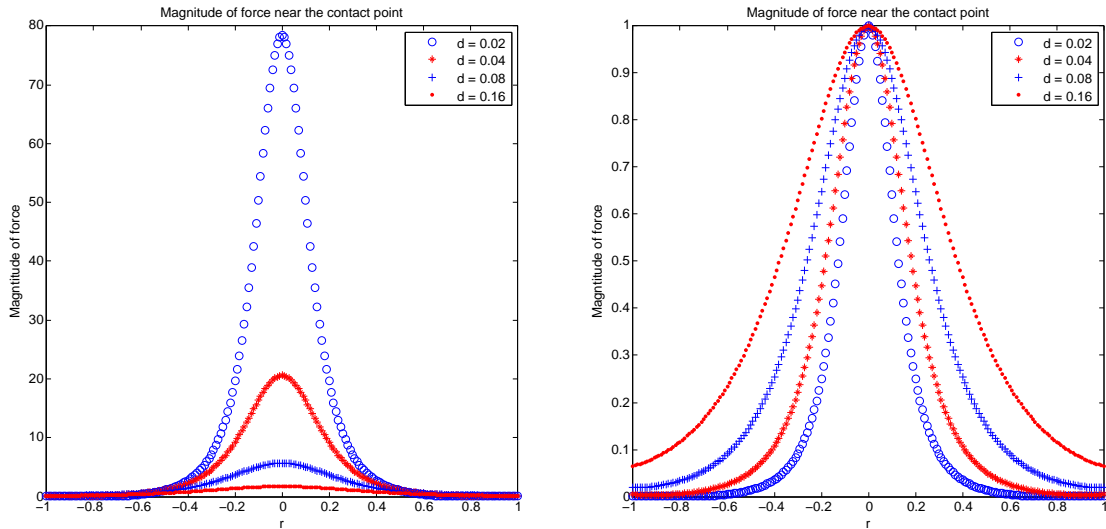 Magnitude of force near the contact point
80
70
60
50
40
30
20
10
0
−1 −0.8 −0.6 −0.4 −0.2 0 0.2 0.4 0.6 0.8 1
r
Magntitude of force
d = 0.02
d = 0.04
d = 0.08
d = 0.16
Magnitude of force near the contact point
1
0.9
0.8
0.7
0.6
0.5
0.4
0.3
0.2
0.1
0
−1 −0.8 −0.6 −0.4 −0.2 0 0.2 0.4 0.6 0.8 1
r
Magntitude of force
d = 0.02
d = 0.04
d = 0.08
d = 0.16